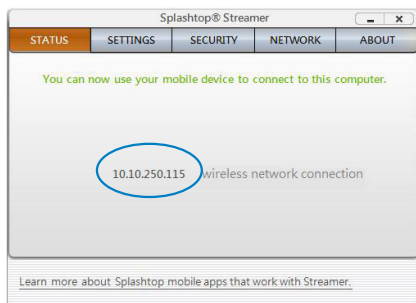 Splashtop® Streamer
STATUS SETTINGS SECURITY NETWORK ABOUT
You can now use your mobile device to connect to this computer.
10.10.250.115 wireless network connection
Learn more about Splashtop mobile apps that work with Streamer.